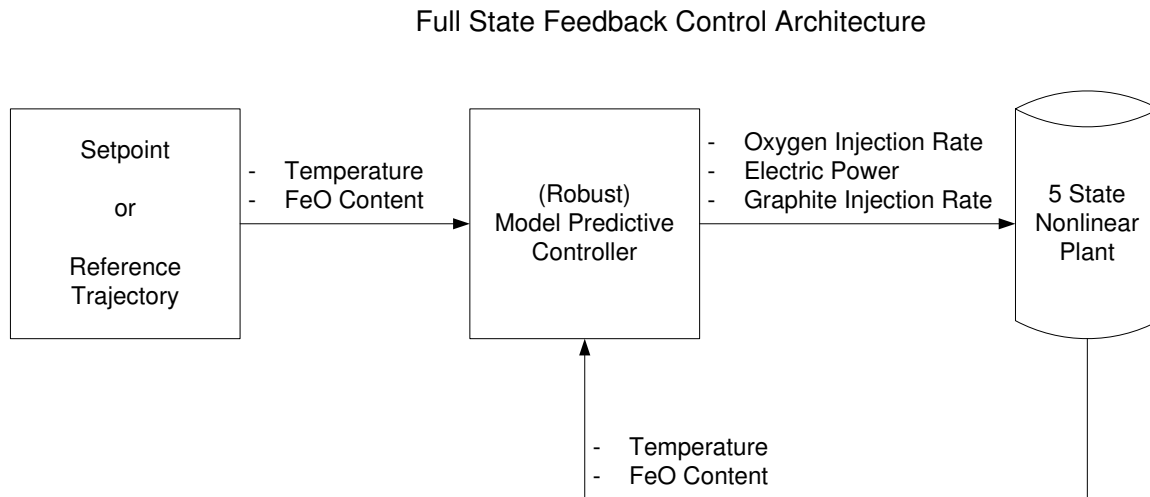 Full State Feedback Control Architecture
Setpoint
or
Reference
Trajectory
- Temperature
- FeO Content
(Robust)
Model Predictive
Controller
- Oxygen Injection Rate
- Electric Power
- Graphite Injection Rate
5 State
Nonlinear
Plant
- Temperature
- FeO Content